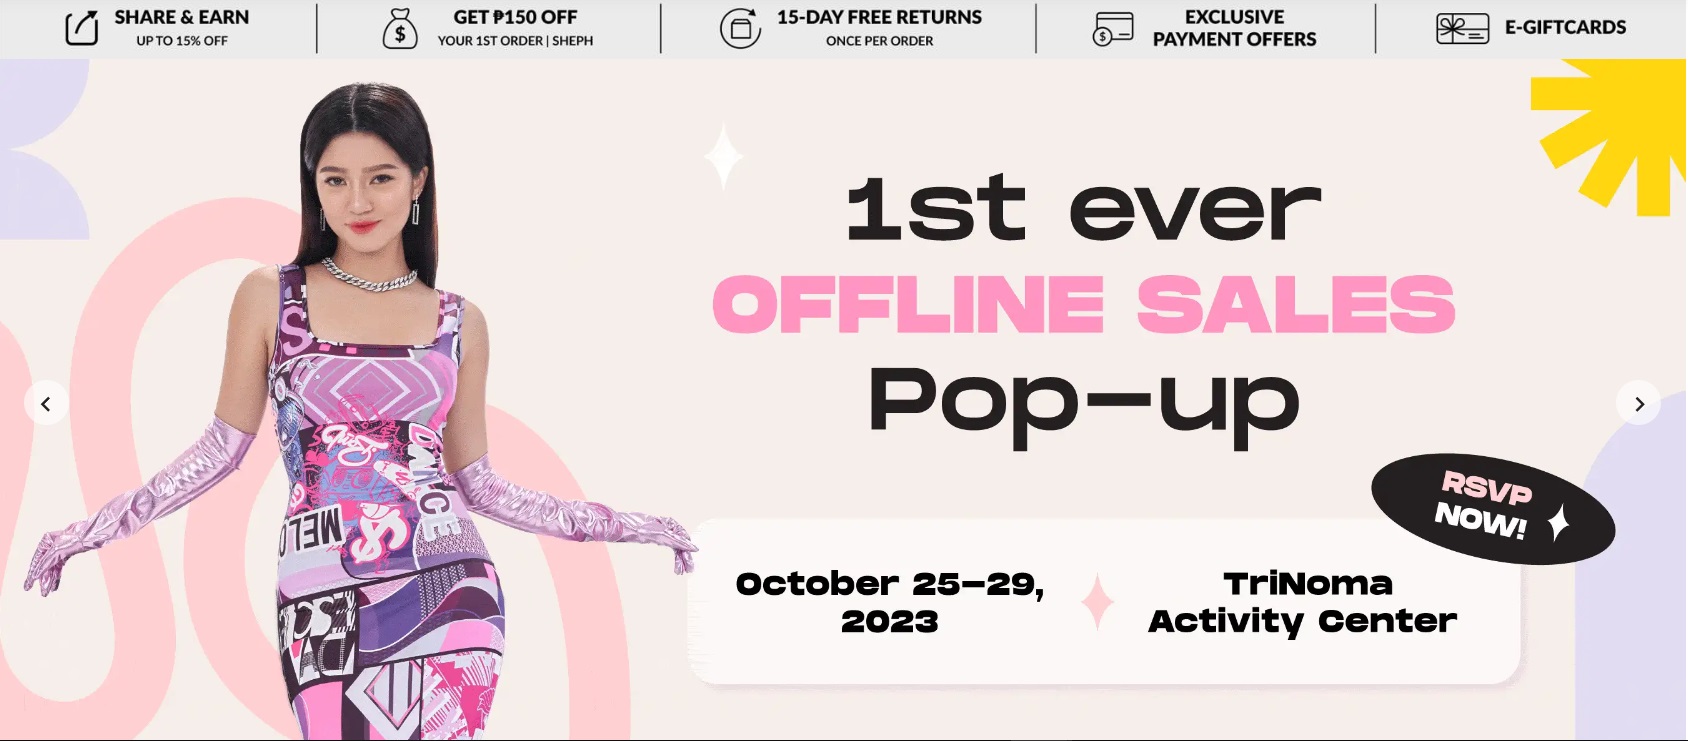 SHARE & EARN
UP TO 15% OFF
GET ₱150 OFF
YOUR 1ST ORDER | SHEPH
15-DAY FREE RETURNS
ONCE PER ORDER
EXCLUSIVE
PAYMENT OFFERS
E-GIFTCARDS
1st ever
OFFLINE SALES
Pop-up
RSVP
NOW!
October 25-29,
2023
TriNoma
Activity Center
DANCE